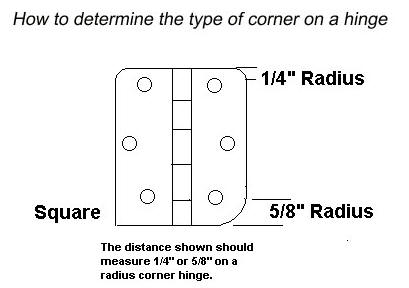 How to determine the type of corner on a hinge
1/4" Radius
Square
5/8" Radius
The distance shown should
measure 1/4" or 5/8" on a
radius corner hinge.